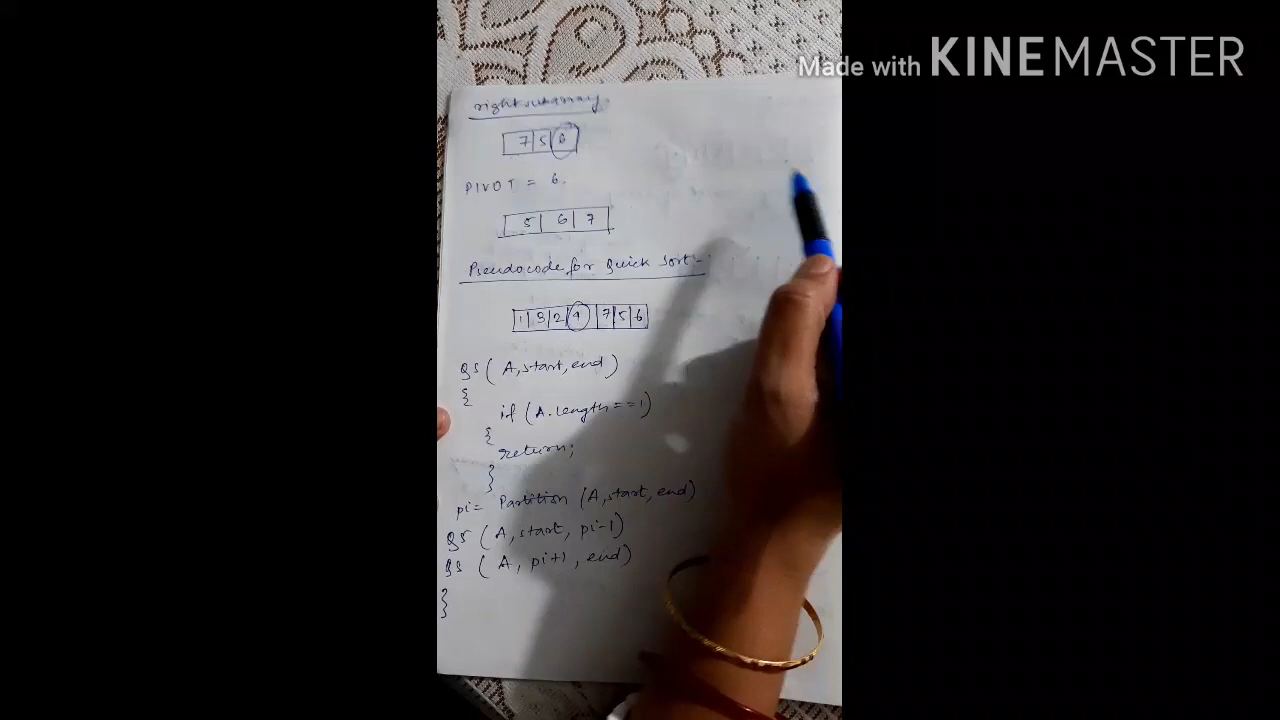 Made with KINEMASTER
right subarray
7 5 6
PIVOT = 6.
5 6 7
Pseudocode for Quick Sort:-
1 3 2 4 7 5 6
QS ( A, start, end )
{
if (A.length == 1)
{
return;
}
pi = Partition (A, start, end)
QS ( A, start, pi-1 )
QS ( A, pi+1 , end )
}